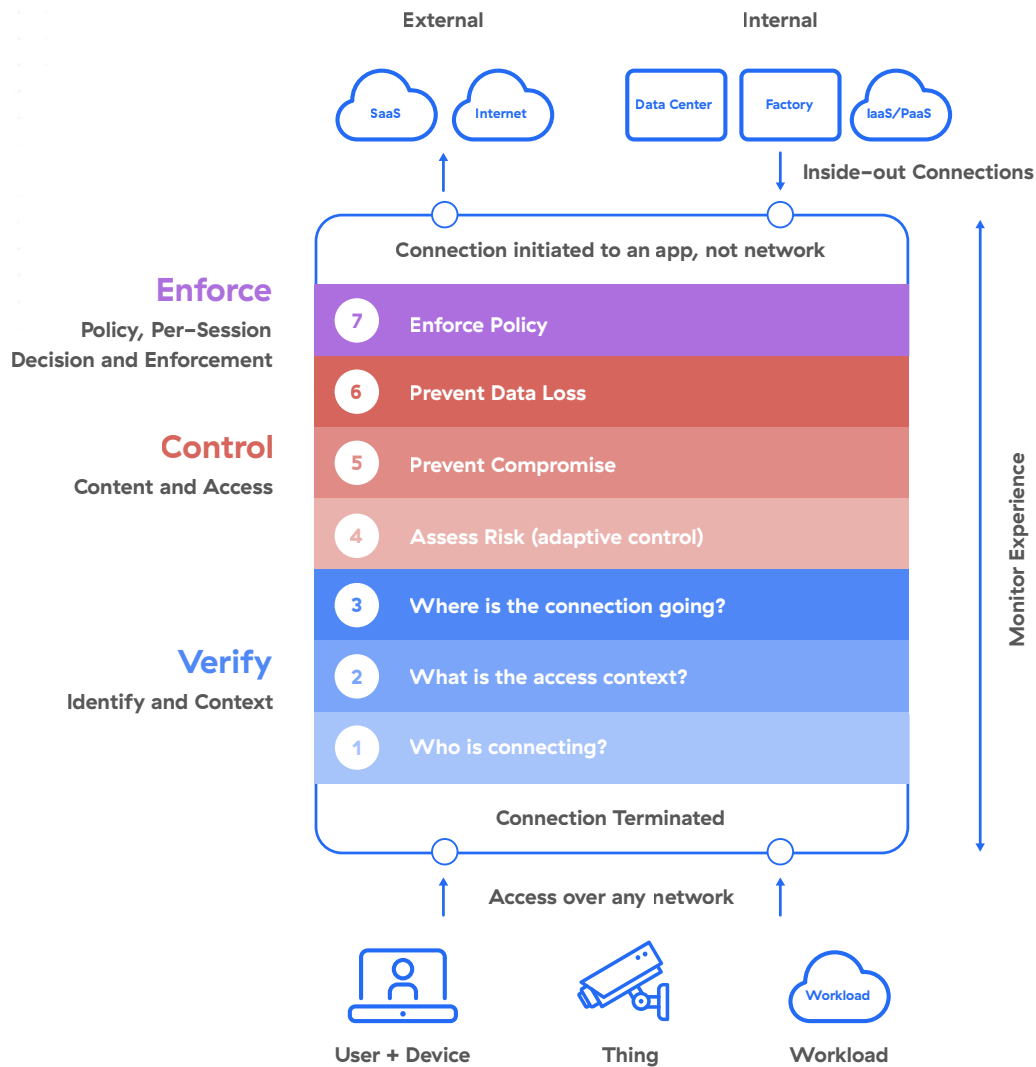 External
Internal
SaaS
Internet
Data Center
Factory
IaaS/PaaS
Inside-out Connections
Connection initiated to an app, not network
Enforce
Policy, Per-Session
Decision and Enforcement
7
Enforce Policy
6
Prevent Data Loss
Control
Content and Access
5
Prevent Compromise
4
Assess Risk (adaptive control)
3
Where is the connection going?
Verify
Identify and Context
2
What is the access context?
1
Who is connecting?
Monitor Experience
Connection Terminated
Access over any network
Workload
User + Device
Thing
Workload